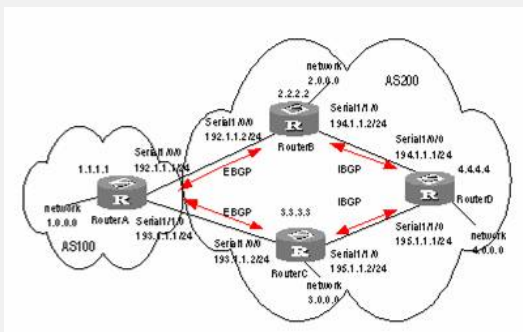 network
2.0.0.0
AS200
2.2.2.2
Serial1/0/0
192.1.1.2/24
Serial1/1/0
194.1.1.2/24
R
RouterB
Serial1/0/0
192.1.1.1/24
Serial1/0/0
194.1.1.1/24
1.1.1.1
EBGP
IBGP
4.4.4.4
network
1.0.0.0
R
RouterA
R
RouterD
EBGP
3.3.3.3
IBGP
Serial1/1/0
193.1.1.1/24
AS100
Serial1/0/0
193.1.1.2/24
R
RouterC
Serial1/1/0
195.1.1.2/24
Serial1/1/0
195.1.1.1/24
network
4.0.0.0
network
3.0.0.0